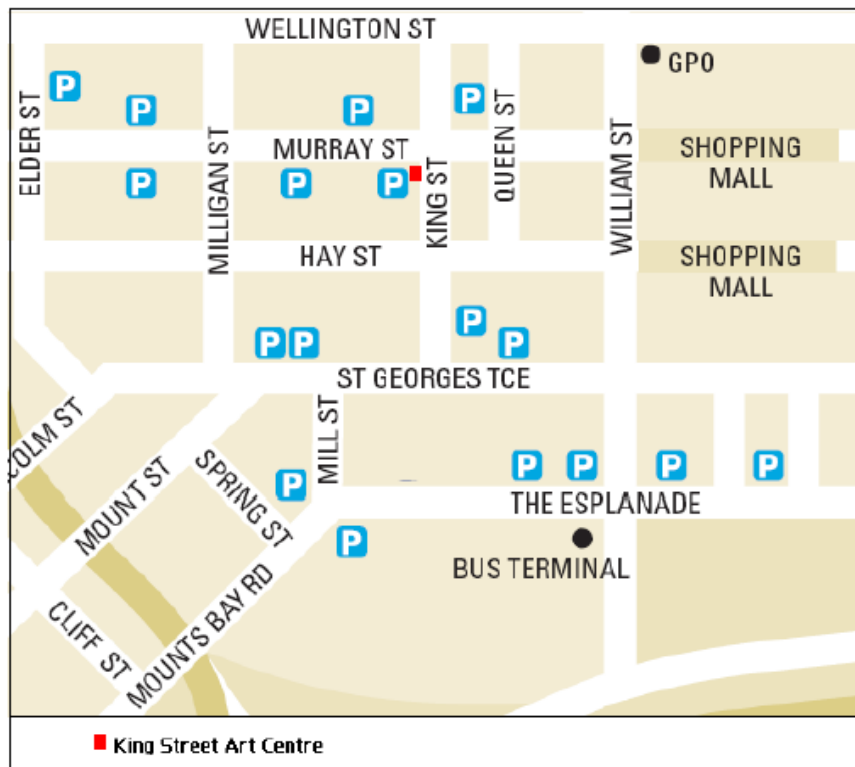 WELLINGTON ST
GPO
P
P
P
P
ELDER ST
MILLIGAN ST
MURRAY ST
KING ST
QUEEN ST
WILLIAM ST
SHOPPING
MALL
P
P
P
HAY ST
SHOPPING
MALL
P
P
P
P
ST GEORGES TCE
COLM ST
MOUNT ST
SPRING ST
MILL ST
P
P
P
P
P
THE ESPLANADE
P
BUS TERMINAL
CLIFF ST
MOUNTS BAY RD
King Street Art Centre